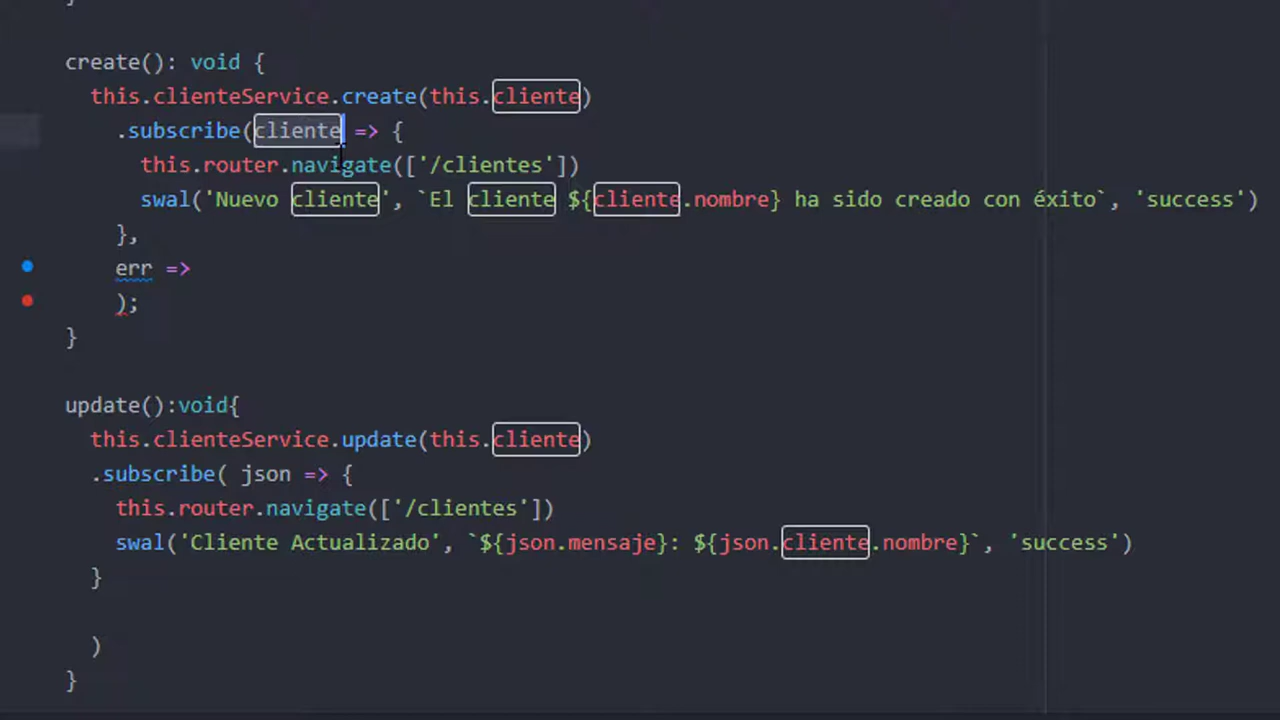 }
create(): void {
this.clienteService.create(this.cliente)
.subscribe(cliente => {
this.router.navigate(['/clientes'])
swal('Nuevo cliente', `El cliente ${cliente.nombre} ha sido creado con éxito`, 'success')
},
err =>
);
}
update():void{
this.clienteService.update(this.cliente)
.subscribe( json => {
this.router.navigate(['/clientes'])
swal('Cliente Actualizado', `${json.mensaje}: ${json.cliente.nombre}`, 'success')
}
)
}